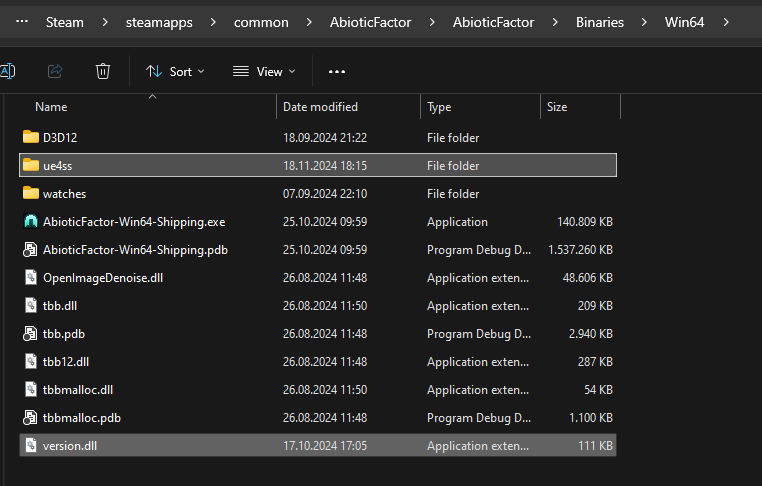 ... Steam > steamapps > common > AbioticFactor > AbioticFactor > Binaries > Win64 >
A Sort View ...
Name Date modified Type Size
D3D12 18.09.2024 21:22 File folder
ue4ss 18.11.2024 18:15 File folder
watches 07.09.2024 22:10 File folder
AbioticFactor-Win64-Shipping.exe 25.10.2024 09:59 Application 140.809 KB
AbioticFactor-Win64-Shipping.pdb 25.10.2024 09:59 Program Debug D... 1.537.260 KB
OpenImageDenoise.dll 26.08.2024 11:48 Application exten... 48.606 KB
tbb.dll 26.08.2024 11:50 Application exten... 209 KB
tbb.pdb 26.08.2024 11:48 Program Debug D... 2.940 KB
tbb12.dll 26.08.2024 11:48 Application exten... 287 KB
tbbmalloc.dll 26.08.2024 11:50 Application exten... 54 KB
tbbmalloc.pdb 26.08.2024 11:48 Program Debug D... 1.100 KB
version.dll 17.10.2024 17:05 Application exten... 111 KB